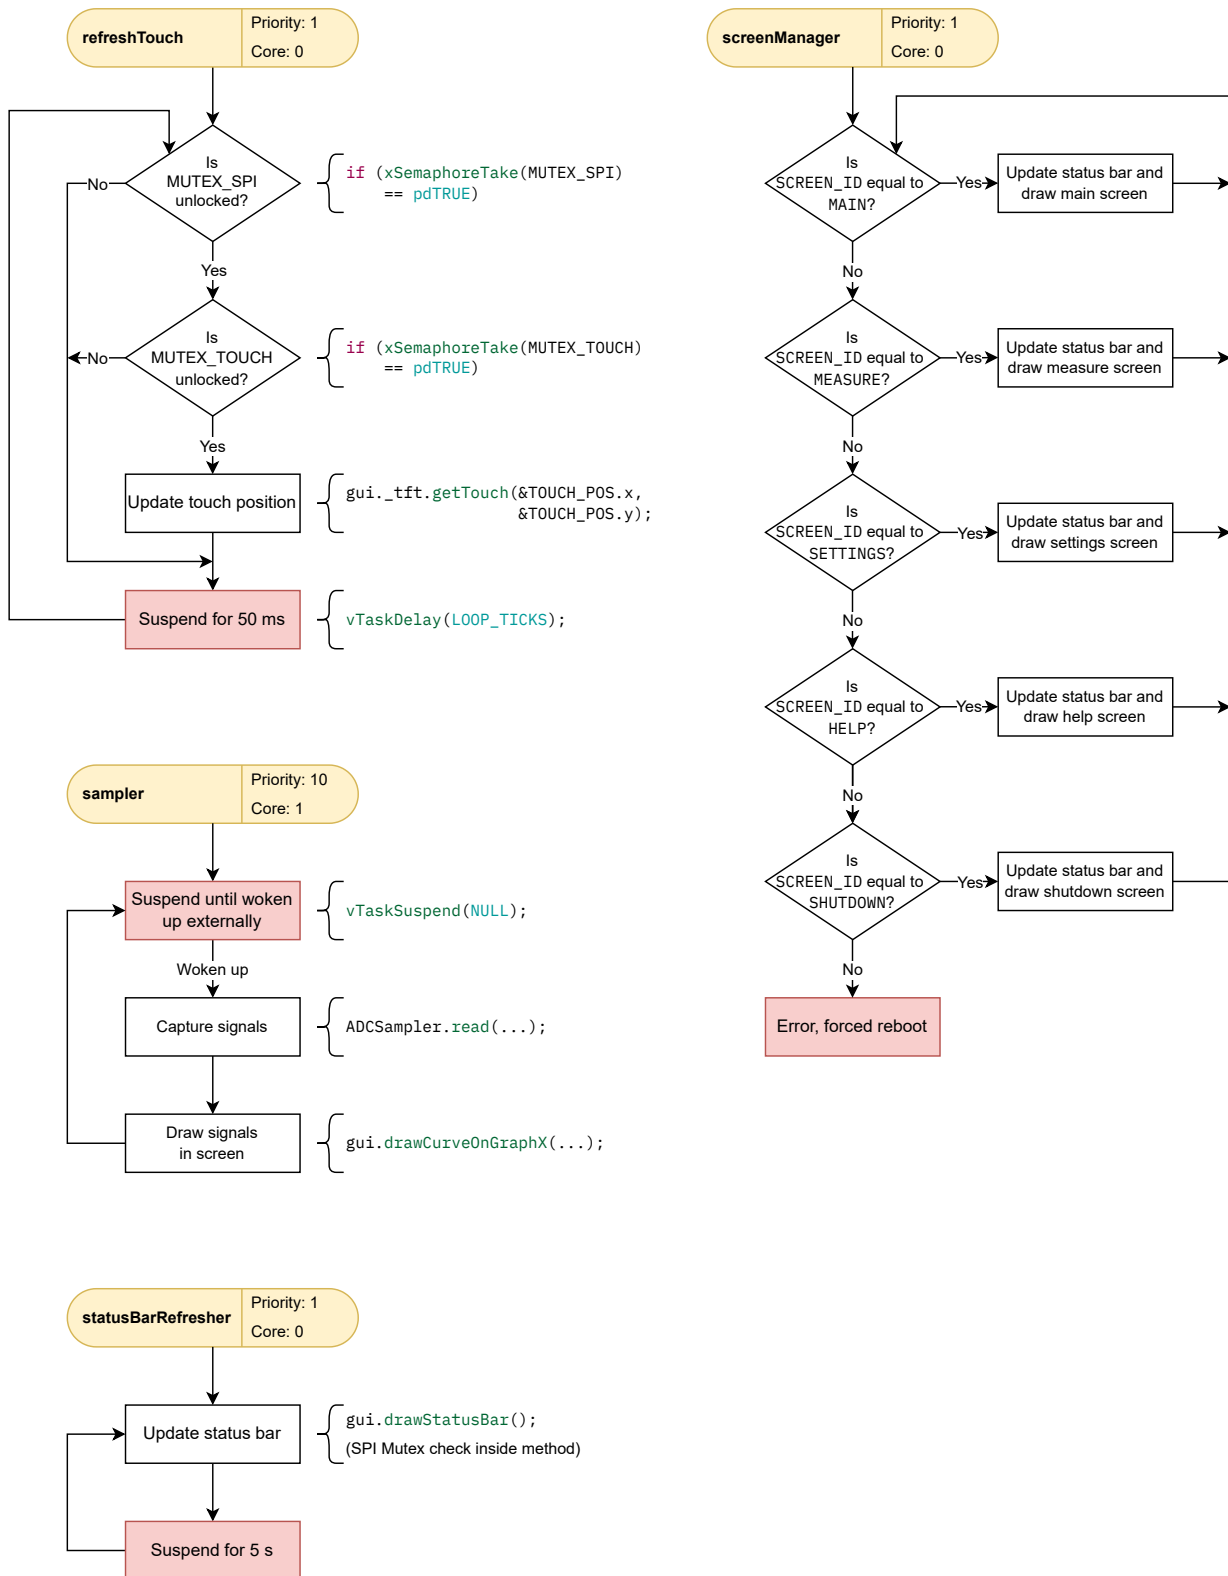 refreshTouch
Priority: 1
Core: 0
Is
MUTEX_SPI
unlocked?
No
Yes
if (xSemaphoreTake(MUTEX_SPI)
== pdTRUE)
Is
MUTEX_TOUCH
unlocked?
No
Yes
if (xSemaphoreTake(MUTEX_TOUCH)
== pdTRUE)
Update touch position
gui._tft.getTouch(&TOUCH_POS.x,
&TOUCH_POS.y);
Suspend for 50 ms
vTaskDelay(LOOP_TICKS);
sampler
Priority: 10
Core: 1
Suspend until woken
up externally
vTaskSuspend(NULL);
Woken up
Capture signals
ADCSampler.read(...);
Draw signals
in screen
gui.drawCurveOnGraphX(...);
statusBarRefresher
Priority: 1
Core: 0
Update status bar
gui.drawStatusBar();
(SPI Mutex check inside method)
Suspend for 5 s
screenManager
Priority: 1
Core: 0
Is
SCREEN_ID equal to
MAIN?
Yes
Update status bar and
draw main screen
No
Is
SCREEN_ID equal to
MEASURE?
Yes
Update status bar and
draw measure screen
No
Is
SCREEN_ID equal to
SETTINGS?
Yes
Update status bar and
draw settings screen
No
Is
SCREEN_ID equal to
HELP?
Yes
Update status bar and
draw help screen
No
Is
SCREEN_ID equal to
SHUTDOWN?
Yes
Update status bar and
draw shutdown screen
No
Error, forced reboot